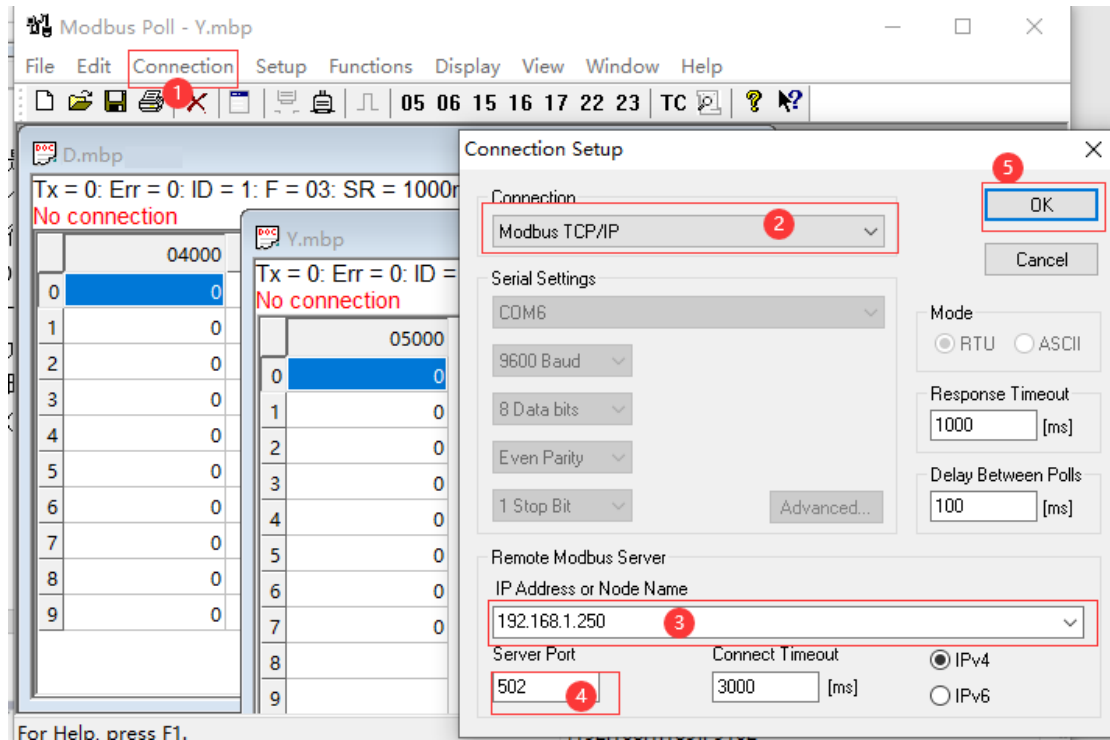 Modbus Poll - Y.mbp
File Edit Connection Setup Functions Display View Window Help
1
05 06 15 16 17 22 23 TC
D.mbp
Tx = 0: Err = 0: ID = 1: F = 03: SR = 1000
No connection
04000
0 0
1 0
2 0
3 0
4 0
5 0
6 0
7 0
8 0
9 0
Y.mbp
Tx = 0: Err = 0: ID =
No connection
05000
0 0
1 0
2 0
3 0
4 0
5 0
6 0
7 0
8
9
Connection Setup
5
OK
Cancel
Connection
Modbus TCP/IP 2
Serial Settings
COM6
9600 Baud
8 Data bits
Even Parity
1 Stop Bit
Advanced...
Mode
RTU ASCII
Response Timeout
1000 [ms]
Delay Between Polls
100 [ms]
Remote Modbus Server
IP Address or Node Name
192.168.1.250 3
Server Port Connect Timeout
502 4 3000 [ms]
IPv4
IPv6
For Help, press F1.